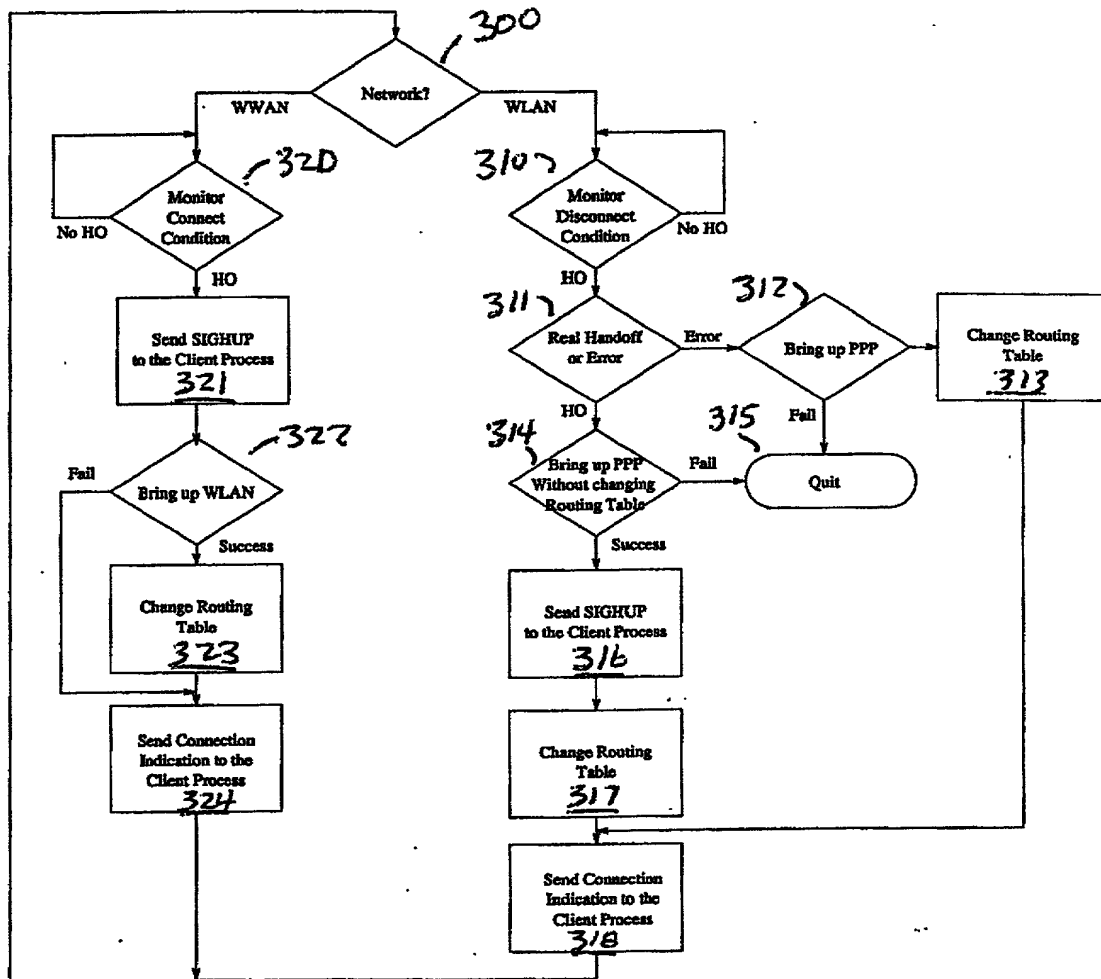 300
Network?
WWAN
WLAN
320
310
Monitor
Connect
Condition
No HO
HO
Monitor
Disconnect
Condition
No HO
HO
Send SIGHUP
to the Client Process
321
311
Real Handoff
or Error
Error
HO
312
Bring up PPP
Fail
Change Routing
Table
313
322
Bring up WLAN
Fail
Success
314
Bring up PPP
Without changing
Routing Table
Fail
Success
315
Quit
Change Routing
Table
323
Send SIGHUP
to the Client Process
316
Send Connection
Indication to the
Client Process
324
Change Routing
Table
317
Send Connection
Indication to the
Client Process
318